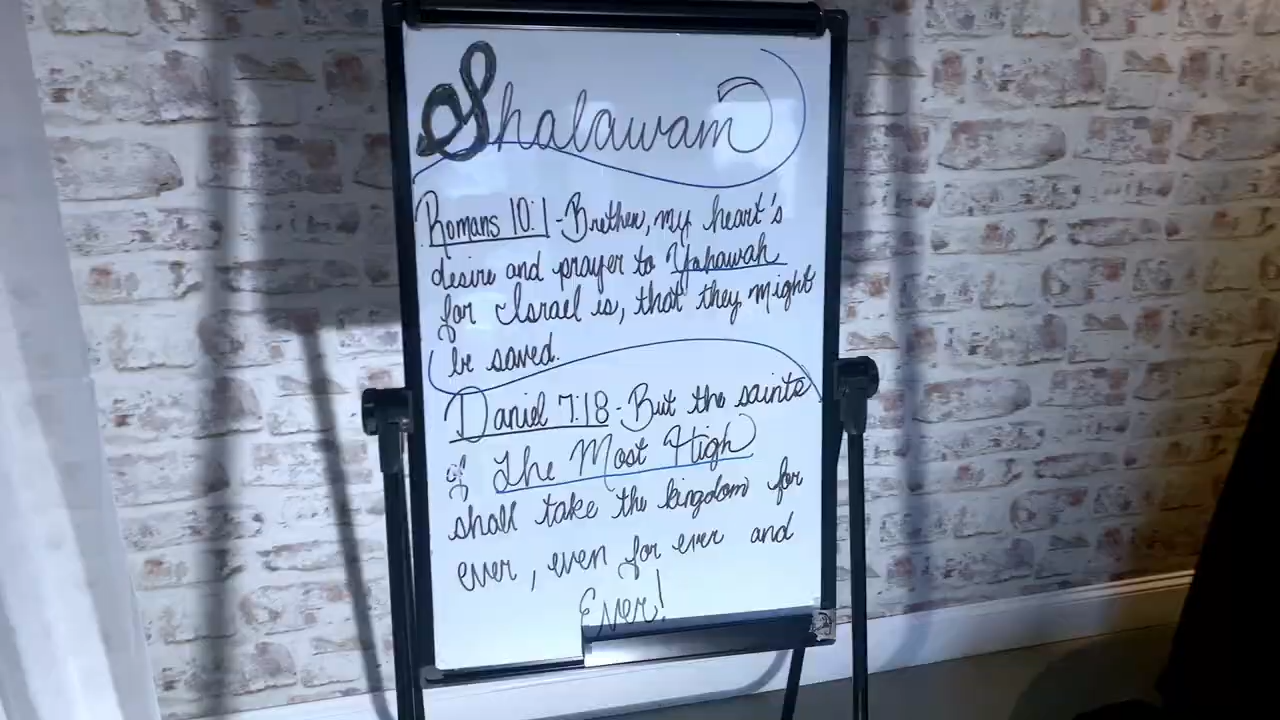 Shalawam
Romans 10:1 - Brethen, my heart's
desire and prayer to Yahawah
for Israel is, that they might
be saved.
Daniel 7:18 - But the saints
of The Most High
shall take the kingdom for
ever, even for ever and
Ever!